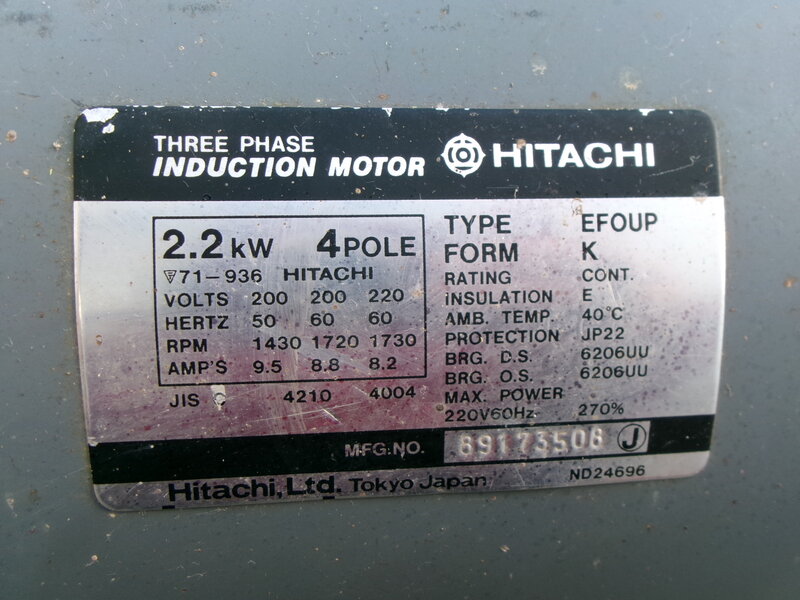 THREE PHASE
INDUCTION MOTOR
HITACHI
2.2 kW 4 POLE
71-936 HITACHI
VOLTS 200 200 220
HERTZ 50 60 60
RPM 1430 1720 1730
AMP'S 9.5 8.8 8.2
JIS C 4210 4004
TYPE EFOUP
FORM K
RATING CONT.
INSULATION E
AMB. TEMP. 40°C
PROTECTION JP22
BRG. D.S. 6206UU
BRG. O.S. 6206UU
MAX. POWER
220V60Hz 270%
MFG.NO. 89173508 J
Hitachi, Ltd. Tokyo Japan
ND24696